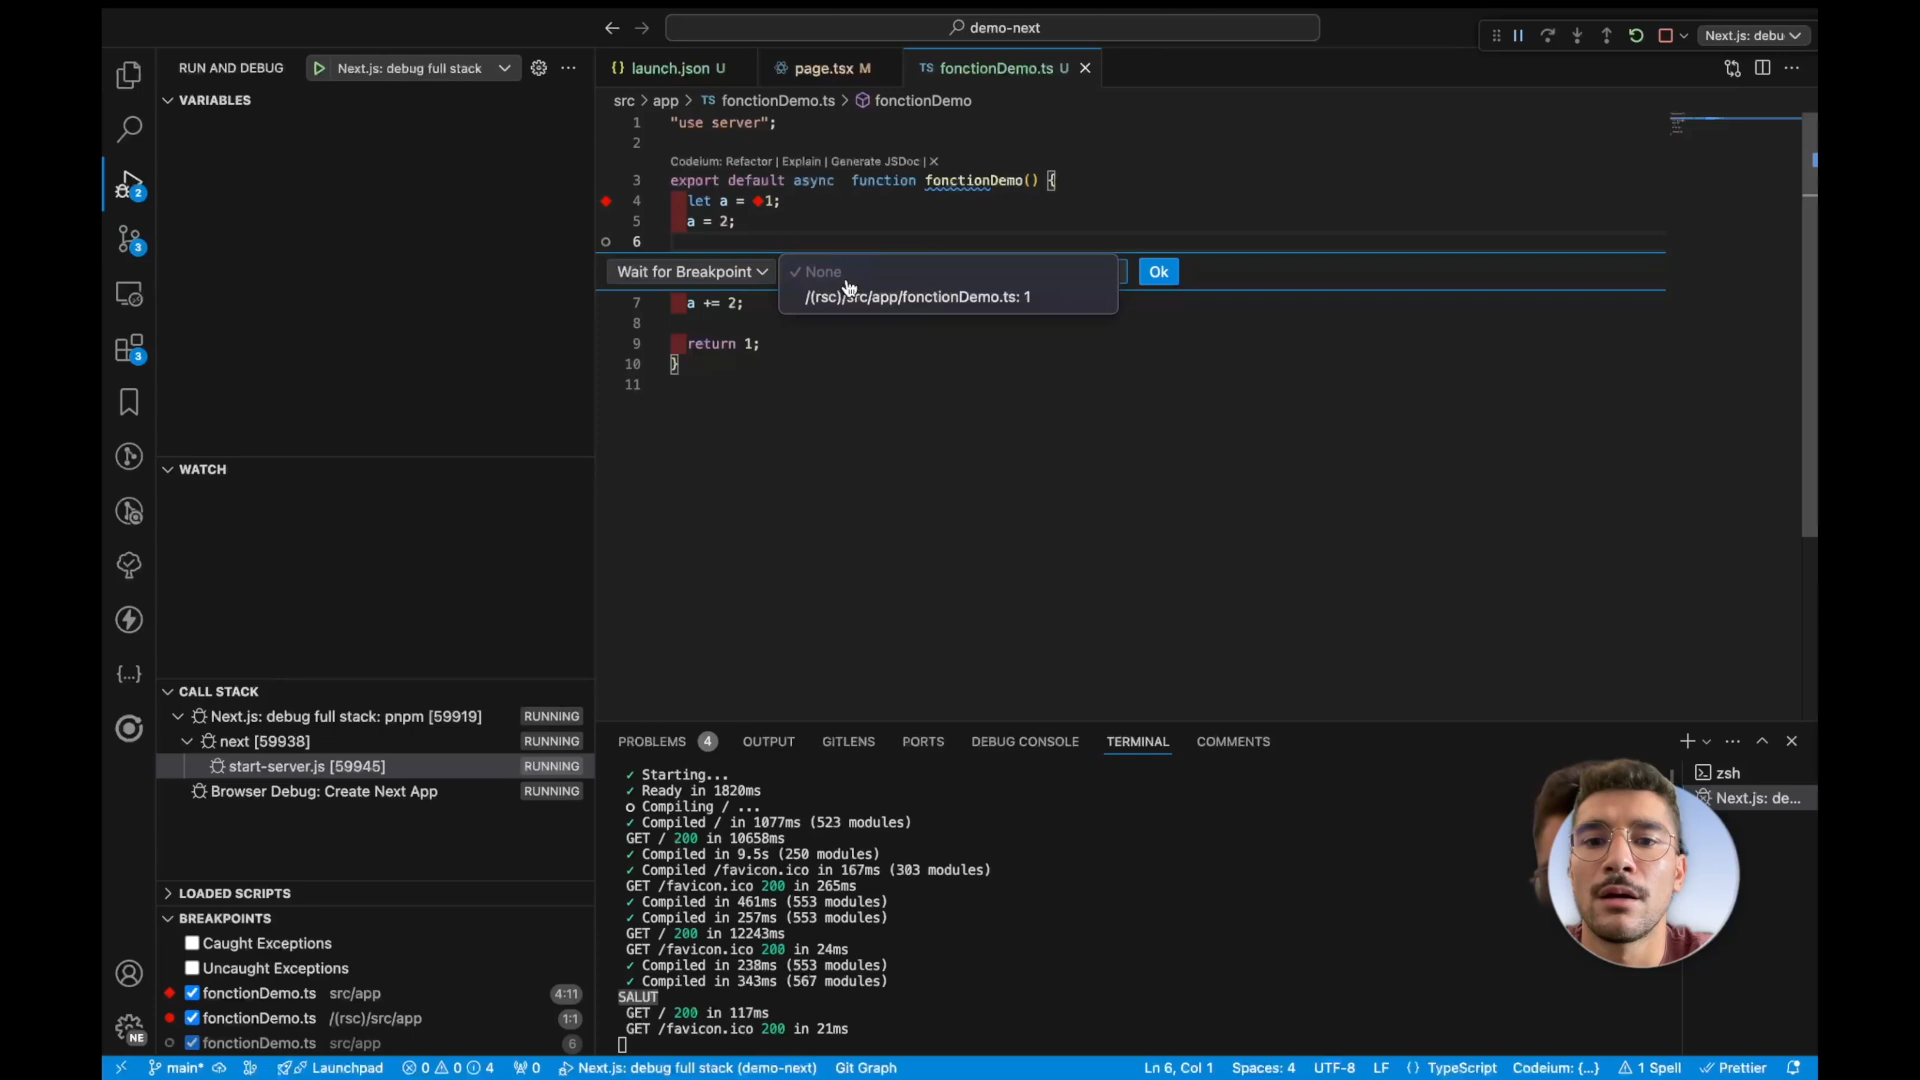 demo-next
Next.js: debu
RUN AND DEBUG
Next.js: debug full stack
launch.json U
page.tsx M
TS fonctionDemo.ts U
VARIABLES
src > app > TS fonctionDemo.ts > fonctionDemo
1 "use server";
2
Codeium: Refactor | Explain | Generate JSDoc | ✕
3 export default async function fonctionDemo() {
4 let a = 1;
5 a = 2;
6
Wait for Breakpoint
✓ None
Ok
/(rsc)/src/app/fonctionDemo.ts: 1
7 a += 2;
8
9 return 1;
10 }
11
WATCH
CALL STACK
Next.js: debug full stack: pnpm [59919] RUNNING
next [59938] RUNNING
start-server.js [59945] RUNNING
Browser Debug: Create Next App RUNNING
LOADED SCRIPTS
BREAKPOINTS
Caught Exceptions
Uncaught Exceptions
fonctionDemo.ts src/app 4:11
fonctionDemo.ts /(rsc)/src/app 1:1
fonctionDemo.ts src/app 6
2
3
3
NE
PROBLEMS 4 OUTPUT GITLENS PORTS DEBUG CONSOLE TERMINAL COMMENTS
✓ Starting...
✓ Ready in 1820ms
○ Compiling / ...
✓ Compiled / in 1077ms (523 modules)
GET / 200 in 10658ms
✓ Compiled in 9.5s (250 modules)
✓ Compiled /favicon.ico in 167ms (303 modules)
GET /favicon.ico 200 in 265ms
✓ Compiled in 461ms (553 modules)
✓ Compiled in 257ms (553 modules)
GET / 200 in 12243ms
GET /favicon.ico 200 in 24ms
✓ Compiled in 238ms (553 modules)
✓ Compiled in 343ms (567 modules)
SALUT
GET / 200 in 117ms
GET /favicon.ico 200 in 21ms
zsh
Next.js: de...
main* Launchpad 0 0 4 0 Next.js: debug full stack (demo-next) Git Graph
Ln 6, Col 1 Spaces: 4 UTF-8 LF {} TypeScript Codeium: {...} 1 Spell Prettier